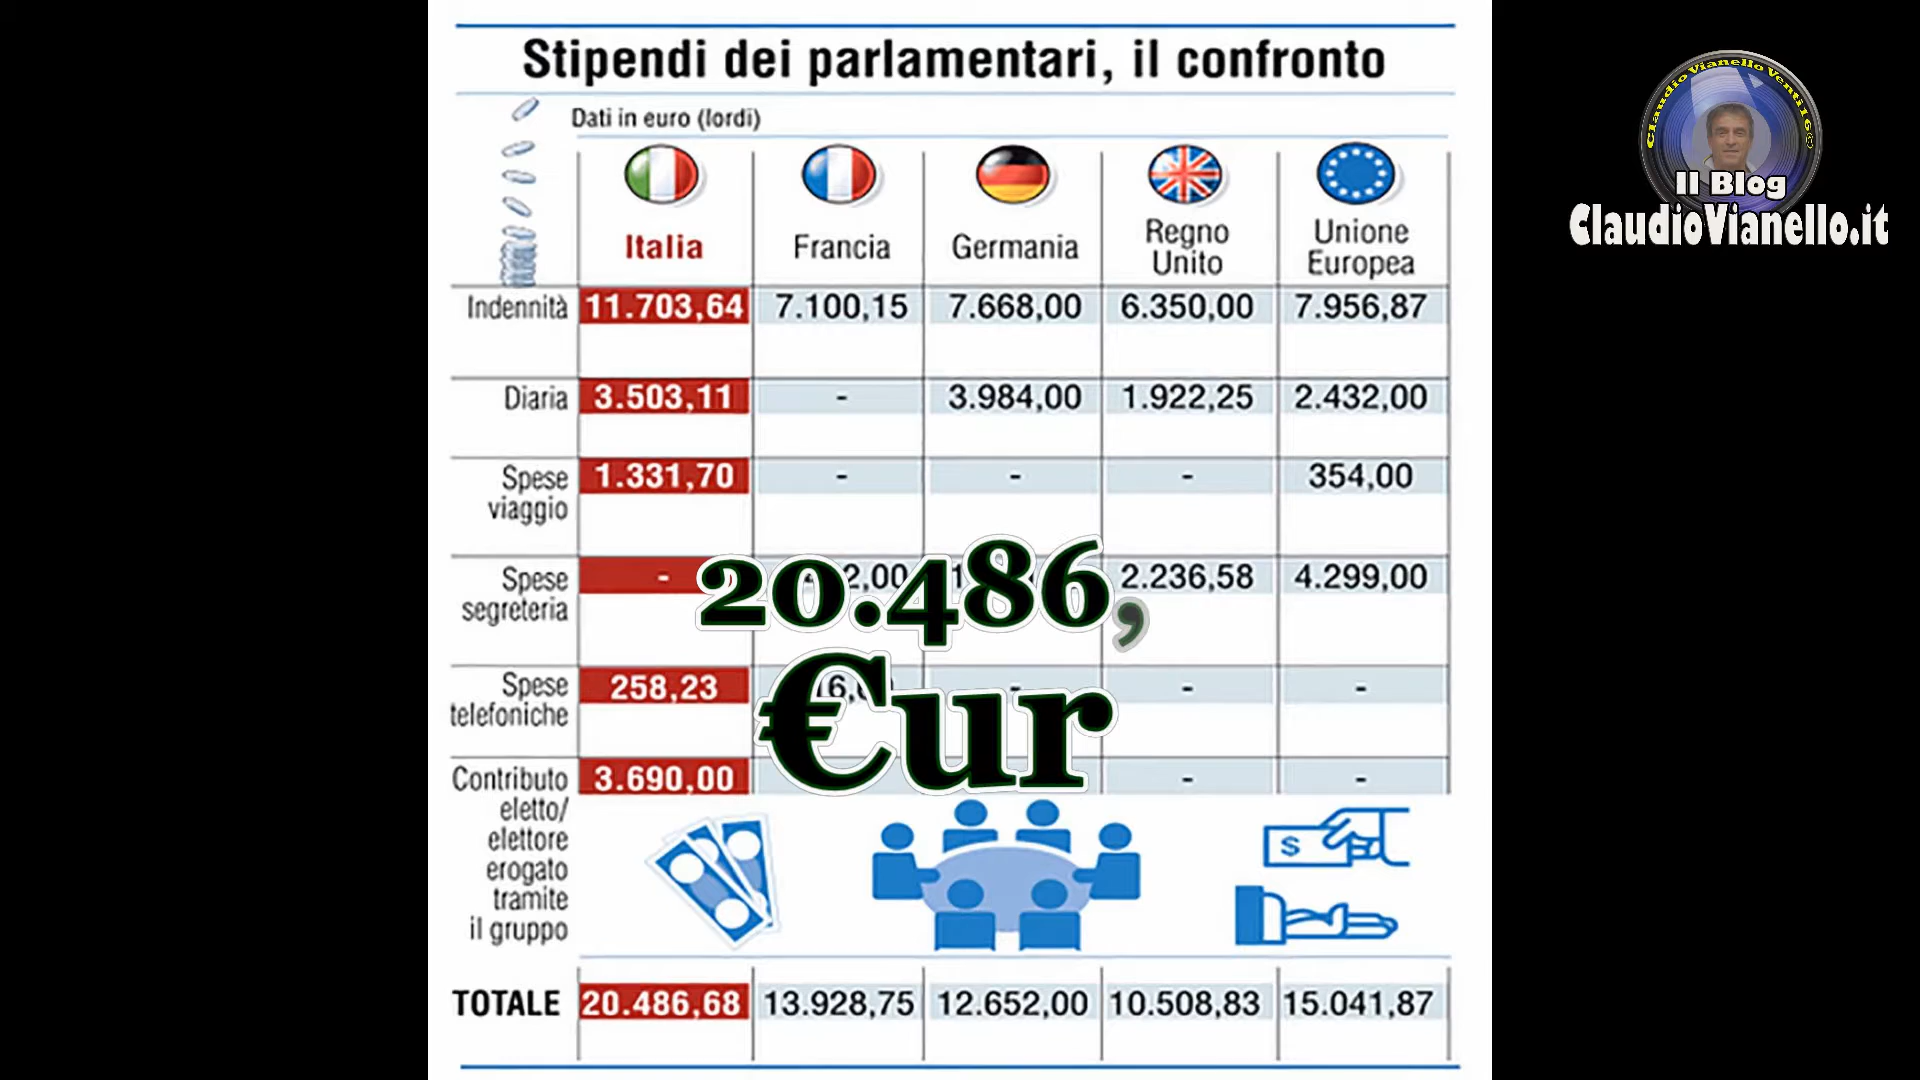 Stipendi dei parlamentari, il confronto
Dati in euro (lordi)
Italia Francia Germania Regno Unito Unione Europea
Indennità 11.703,64 7.100,15 7.668,00 6.350,00 7.956,87
Diaria 3.503,11 - 3.984,00 1.922,25 2.432,00
Spese viaggio 1.331,70 - - - 354,00
Spese segreteria - 2.236,58 4.299,00
20.486,
Spese telefoniche 258,23 - - -
€ur
Contributo 3.690,00 - -
eletto/
elettore
erogato
tramite
il gruppo
$
TOTALE 20.486,68 13.928,75 12.652,00 10.508,83 15.041,87
Claudio Vianello Venti16©
Il Blog
ClaudioVianello.it